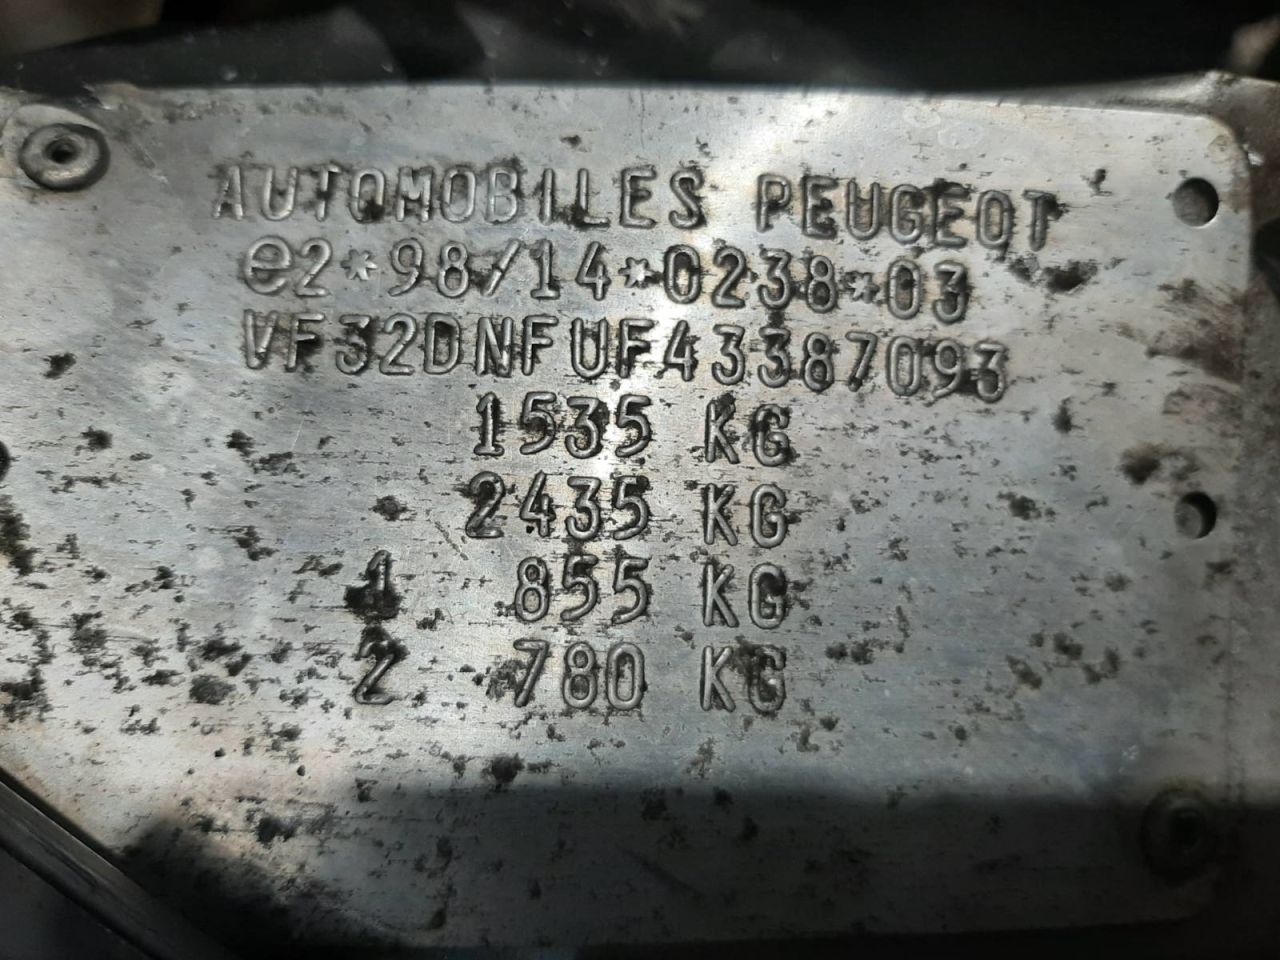 AUTOMOBILES PEUGEOT
e2*98/14*0238*03
VF32DNFUF43387093
1535 KG
2435 KG
1 855 KG
2 780 KG